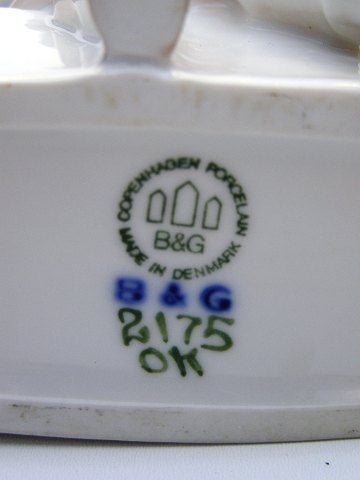 COPENHAGEN PORCELAIN
MADE IN DENMARK
B&G
B & G
2175
OK